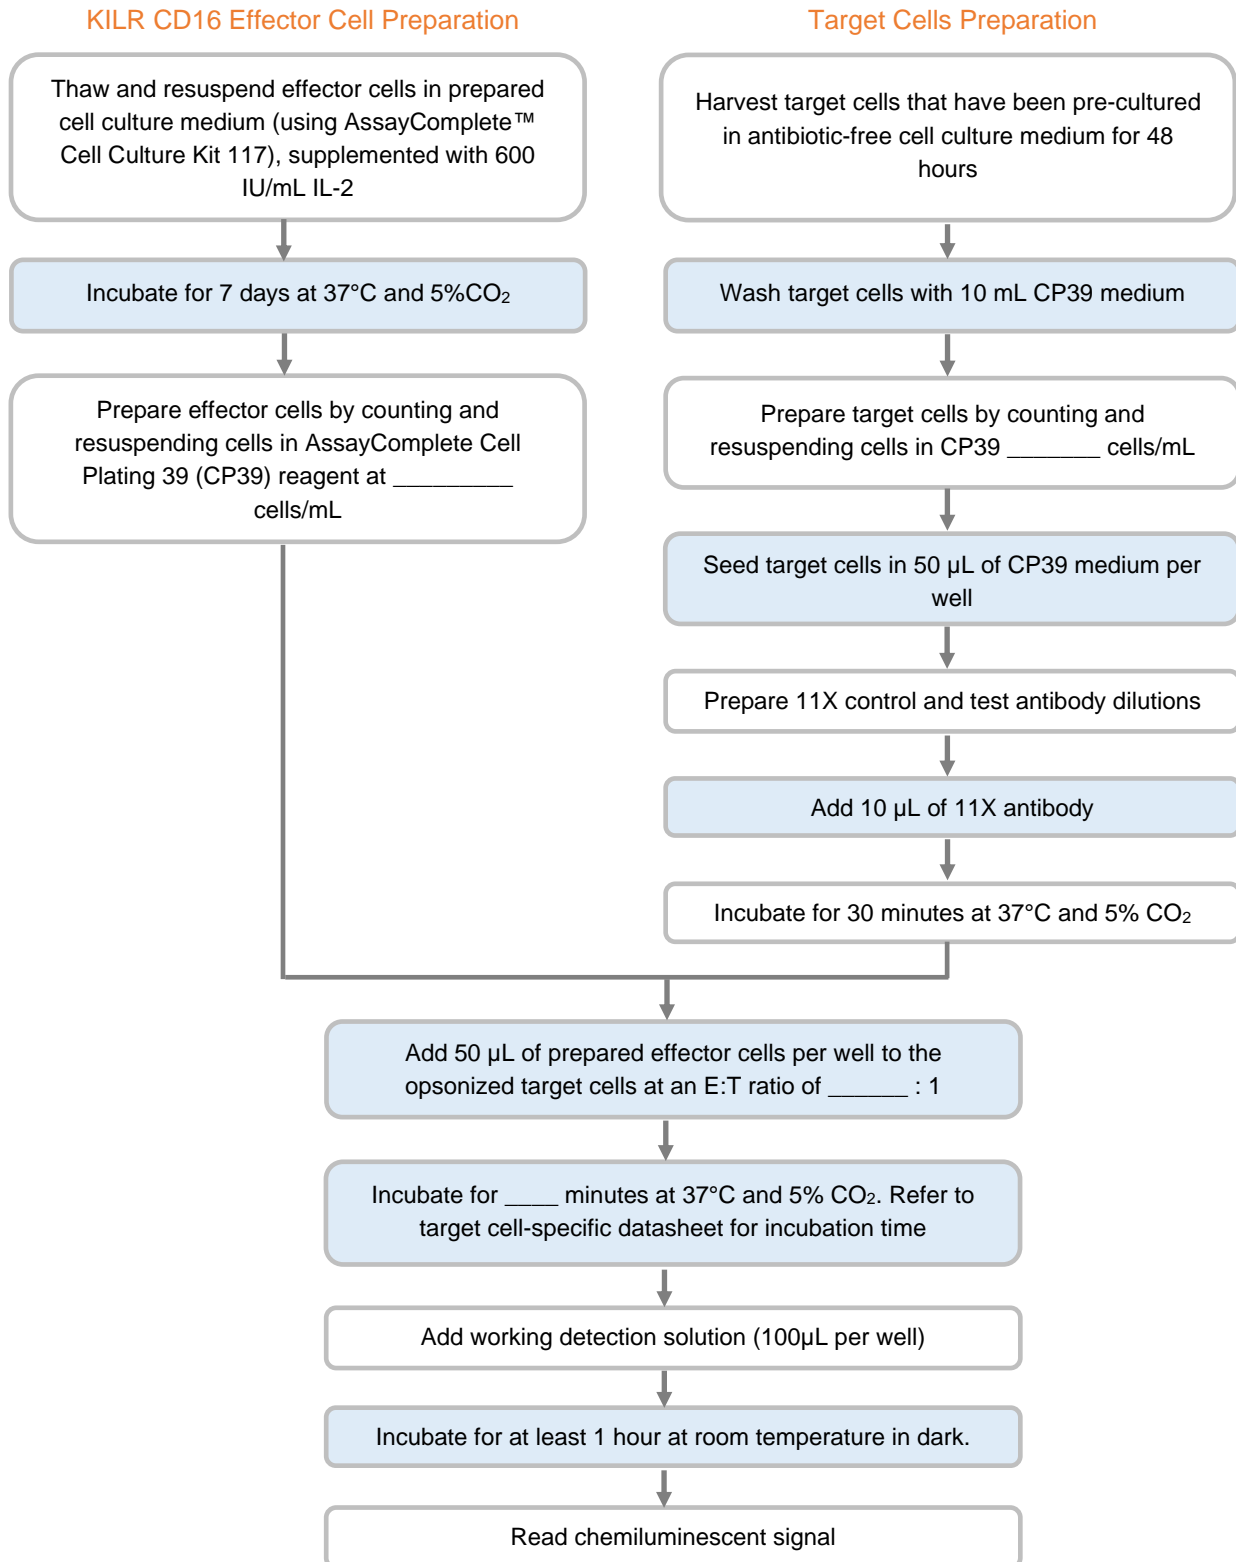 KILR CD16 Effector Cell Preparation
Thaw and resuspend effector cells in prepared
cell culture medium (using AssayComplete™
Cell Culture Kit 117), supplemented with 600
IU/mL IL-2
Incubate for 7 days at 37°C and 5%CO₂
Prepare effector cells by counting and
resuspending cells in AssayComplete Cell
Plating 39 (CP39) reagent at _________
cells/mL
Target Cells Preparation
Harvest target cells that have been pre-cultured
in antibiotic-free cell culture medium for 48
hours
Wash target cells with 10 mL CP39 medium
Prepare target cells by counting and
resuspending cells in CP39 _______ cells/mL
Seed target cells in 50 µL of CP39 medium per
well
Prepare 11X control and test antibody dilutions
Add 10 µL of 11X antibody
Incubate for 30 minutes at 37°C and 5% CO₂
Add 50 µL of prepared effector cells per well to the
opsonized target cells at an E:T ratio of ______ : 1
Incubate for ____ minutes at 37°C and 5% CO₂. Refer to
target cell-specific datasheet for incubation time
Add working detection solution (100µL per well)
Incubate for at least 1 hour at room temperature in dark.
Read chemiluminescent signal